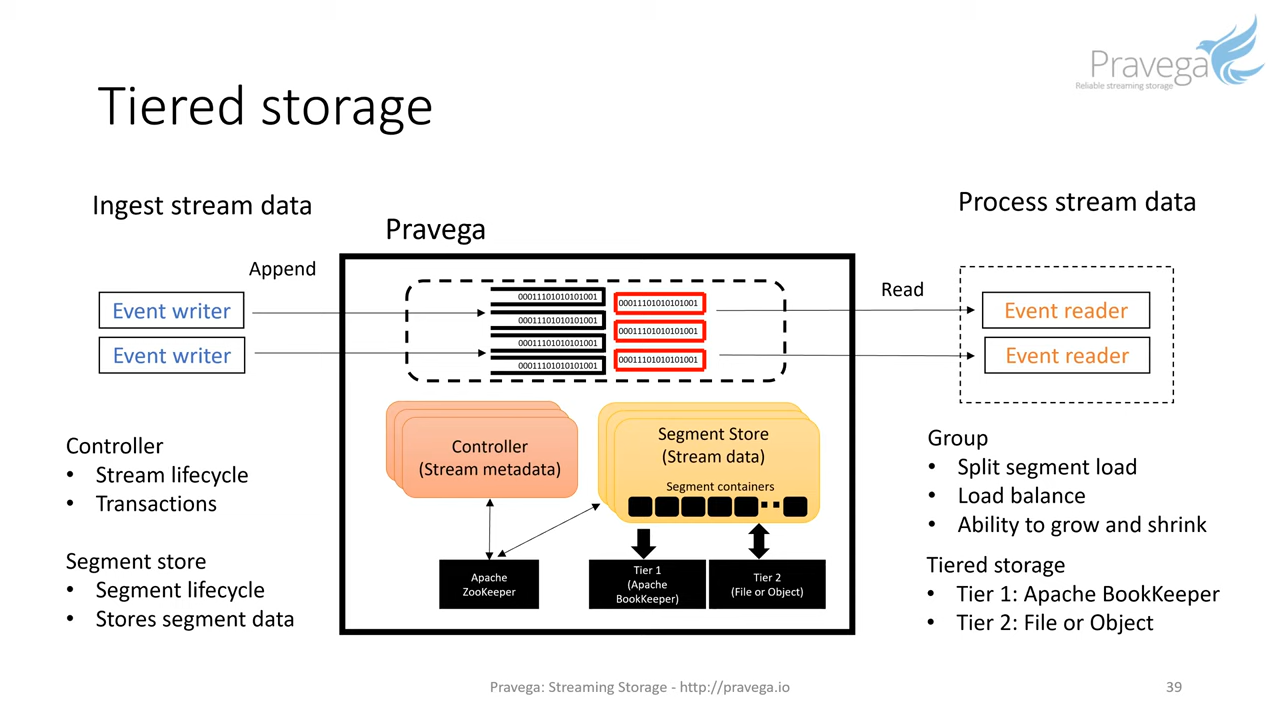 Pravega
Reliable streaming storage
Tiered storage
Ingest stream data
Process stream data
Pravega
Append
Read
Event writer
Event writer
00011101010101001
00011101010101001
00011101010101001
00011101010101001
00011101010101001
00011101010101001
00011101010101001
Event reader
Event reader
Controller
• Stream lifecycle
• Transactions
Segment store
• Segment lifecycle
• Stores segment data
Controller
(Stream metadata)
Segment Store
(Stream data)
Segment containers
Apache
ZooKeeper
Tier 1
(Apache
BookKeeper)
Tier 2
(File or Object)
Group
• Split segment load
• Load balance
• Ability to grow and shrink
Tiered storage
• Tier 1: Apache BookKeeper
• Tier 2: File or Object
Pravega: Streaming Storage - http://pravega.io
39